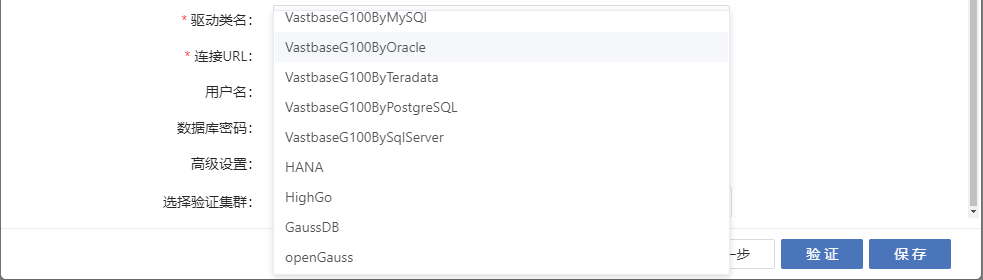 * 驱动类名：
VastbaseG100ByMySQl
VastbaseG100ByOracle
* 连接URL：
VastbaseG100ByTeradata
用户名：
VastbaseG100ByPostgreSQL
数据库密码：
VastbaseG100BySqlServer
高级设置：
HANA
选择验证集群：
HighGo
GaussDB
openGauss
一步
验 证
保 存